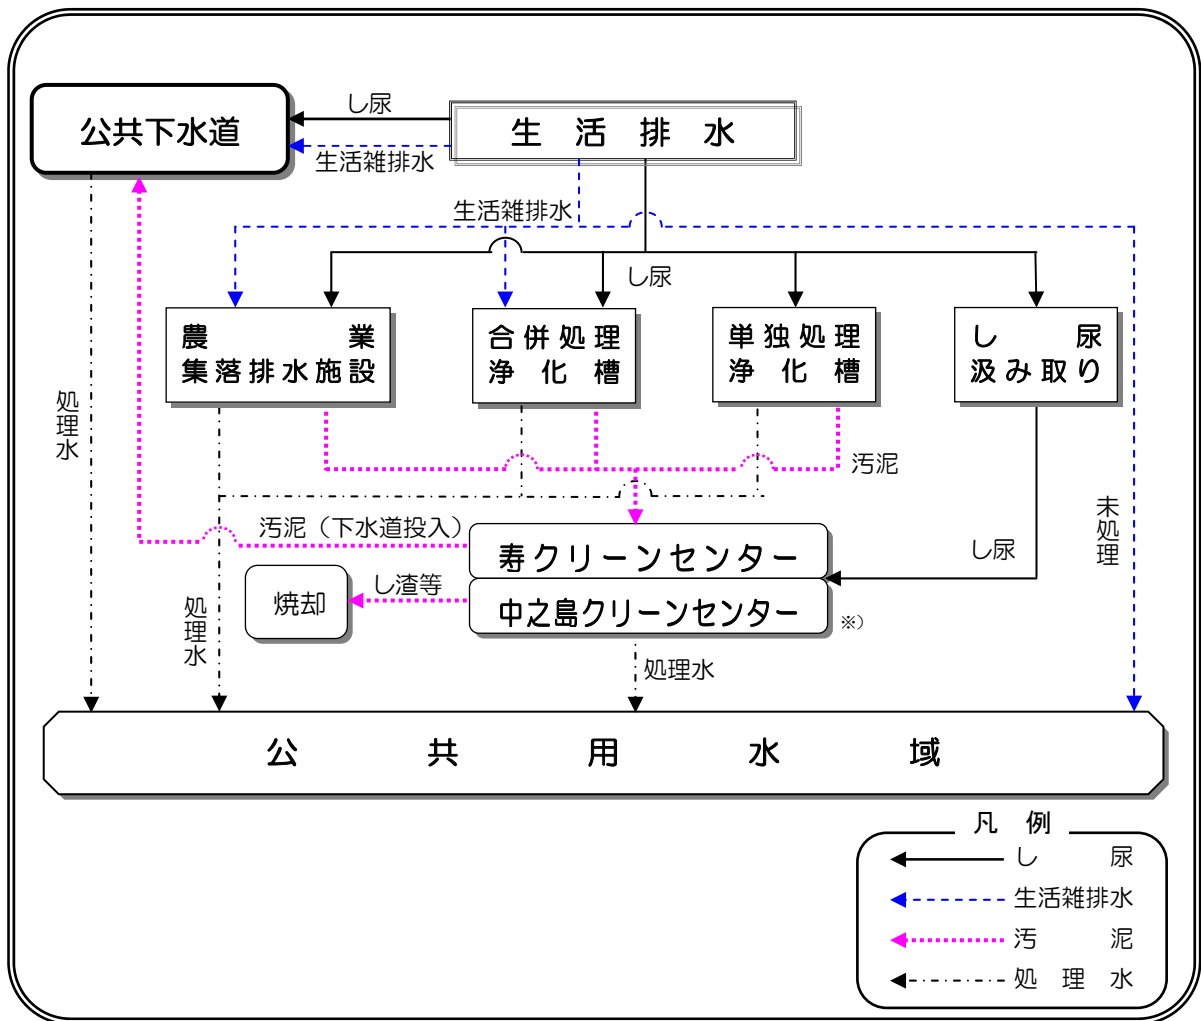 し尿
公共下水道
生活排水
生活雑排水
生活雑排水
し尿
農業
集落排水施設
合併処理
浄化槽
単独処理
浄化槽
し尿
汲み取り
処理水
汚泥
未処理
汚泥（下水道投入）
寿クリーンセンター
し尿
し渣等
焼却
中之島クリーンセンター
※）
処理水
処理水
公共用水域
凡例
し尿
生活雑排水
汚泥
処理水